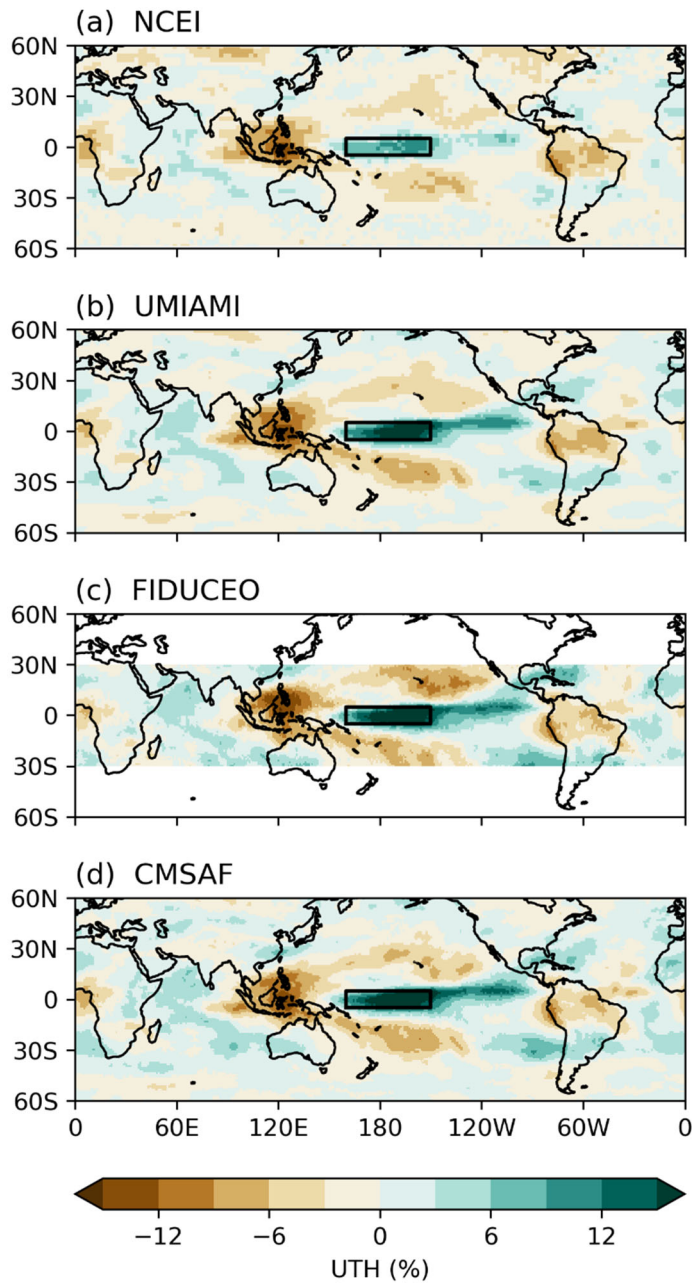 (a) NCEI
60N
30N
0
30S
60S
(b) UMIAMI
60N
30N
0
30S
60S
(c) FIDUCEO
60N
30N
0
30S
60S
(d) CMSAF
60N
30N
0
30S
60S
0 60E 120E 180 120W 60W 0
−12 −6 0 6 12
UTH (%)